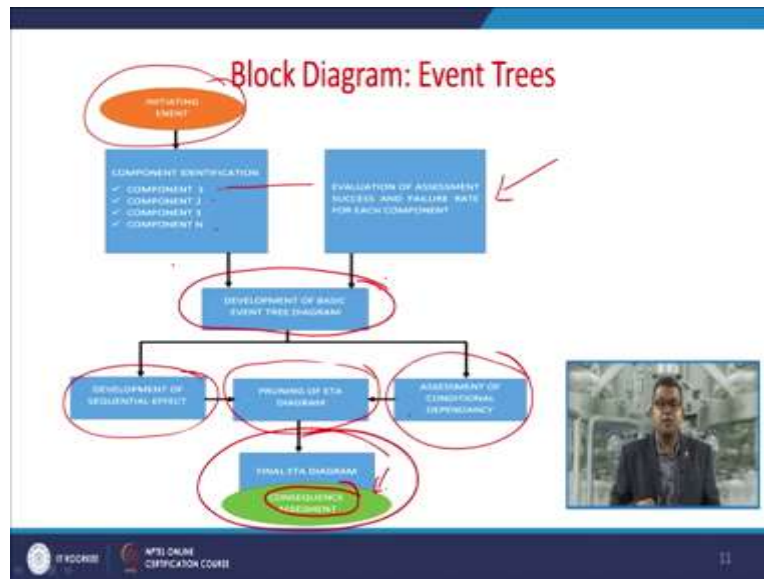 Block Diagram: Event Trees
INITIATING
EVENT
COMPONENT IDENTIFICATION
✓ COMPONENT 1
✓ COMPONENT 2
✓ COMPONENT 3
✓ COMPONENT N
EVALUATION OF ASSESSMENT
SUCCESS AND FAILURE RATE
FOR EACH COMPONENT
DEVELOPMENT OF BASIC
EVENT TREE DIAGRAM
DEVELOPMENT OF
SEQUENTIAL EFFECT
PRUNING OF ETA
DIAGRAM
ASSESSMENT OF
CONDITIONAL
DEPENDANCY
FINAL ETA DIAGRAM
CONSEQUENCE
IIT ROORKEE
NPTEL ONLINE
CERTIFICATION COURSE
11